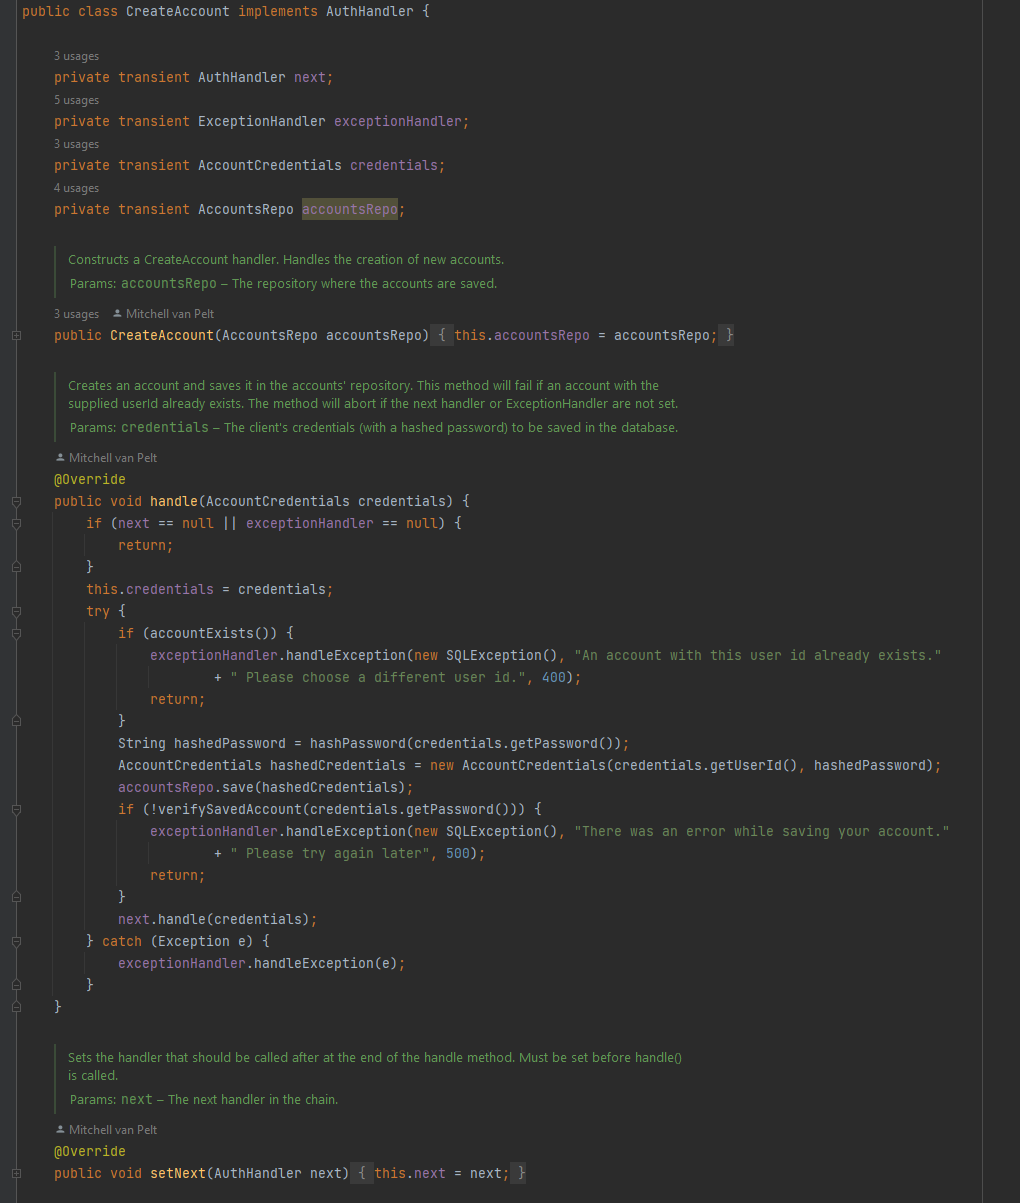 public class CreateAccount implements AuthHandler {
3 usages
private transient AuthHandler next;
5 usages
private transient ExceptionHandler exceptionHandler;
3 usages
private transient AccountCredentials credentials;
4 usages
private transient AccountsRepo accountsRepo;
Constructs a CreateAccount handler. Handles the creation of new accounts.
Params: accountsRepo – The repository where the accounts are saved.
3 usages Mitchell van Pelt
public CreateAccount(AccountsRepo accountsRepo) { this.accountsRepo = accountsRepo; }
Creates an account and saves it in the accounts' repository. This method will fail if an account with the
supplied userId already exists. The method will abort if the next handler or ExceptionHandler are not set.
Params: credentials – The client's credentials (with a hashed password) to be saved in the database.
Mitchell van Pelt
@Override
public void handle(AccountCredentials credentials) {
if (next == null || exceptionHandler == null) {
return;
}
this.credentials = credentials;
try {
if (accountExists()) {
exceptionHandler.handleException(new SQLException(), "An account with this user id already exists."
+ " Please choose a different user id.", 400);
return;
}
String hashedPassword = hashPassword(credentials.getPassword());
AccountCredentials hashedCredentials = new AccountCredentials(credentials.getUserId(), hashedPassword);
accountsRepo.save(hashedCredentials);
if (!verifySavedAccount(credentials.getPassword())) {
exceptionHandler.handleException(new SQLException(), "There was an error while saving your account."
+ " Please try again later", 500);
return;
}
next.handle(credentials);
} catch (Exception e) {
exceptionHandler.handleException(e);
}
}
Sets the handler that should be called after at the end of the handle method. Must be set before handle()
is called.
Params: next – The next handler in the chain.
Mitchell van Pelt
@Override
public void setNext(AuthHandler next) { this.next = next; }